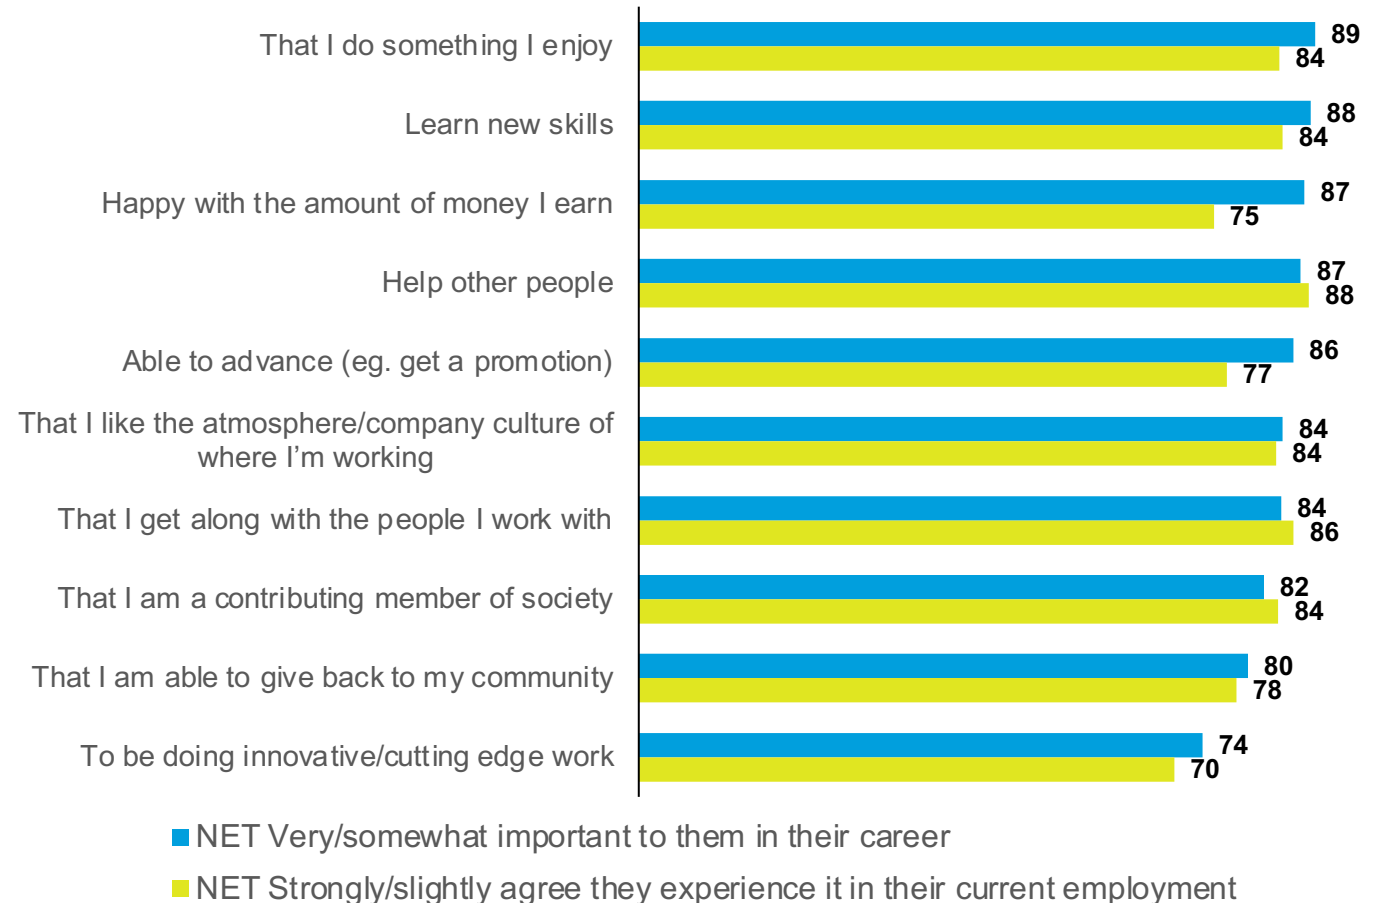 That I do something I enjoy
89
84
Learn new skills
88
84
Happy with the amount of money I earn
87
75
Help other people
87
88
Able to advance (eg. get a promotion)
86
77
That I like the atmosphere/company culture of
where I’m working
84
84
That I get along with the people I work with
84
86
That I am a contributing member of society
82
84
That I am able to give back to my community
80
78
To be doing innovative/cutting edge work
74
70
NET Very/somewhat important to them in their career
NET Strongly/slightly agree they experience it in their current employment